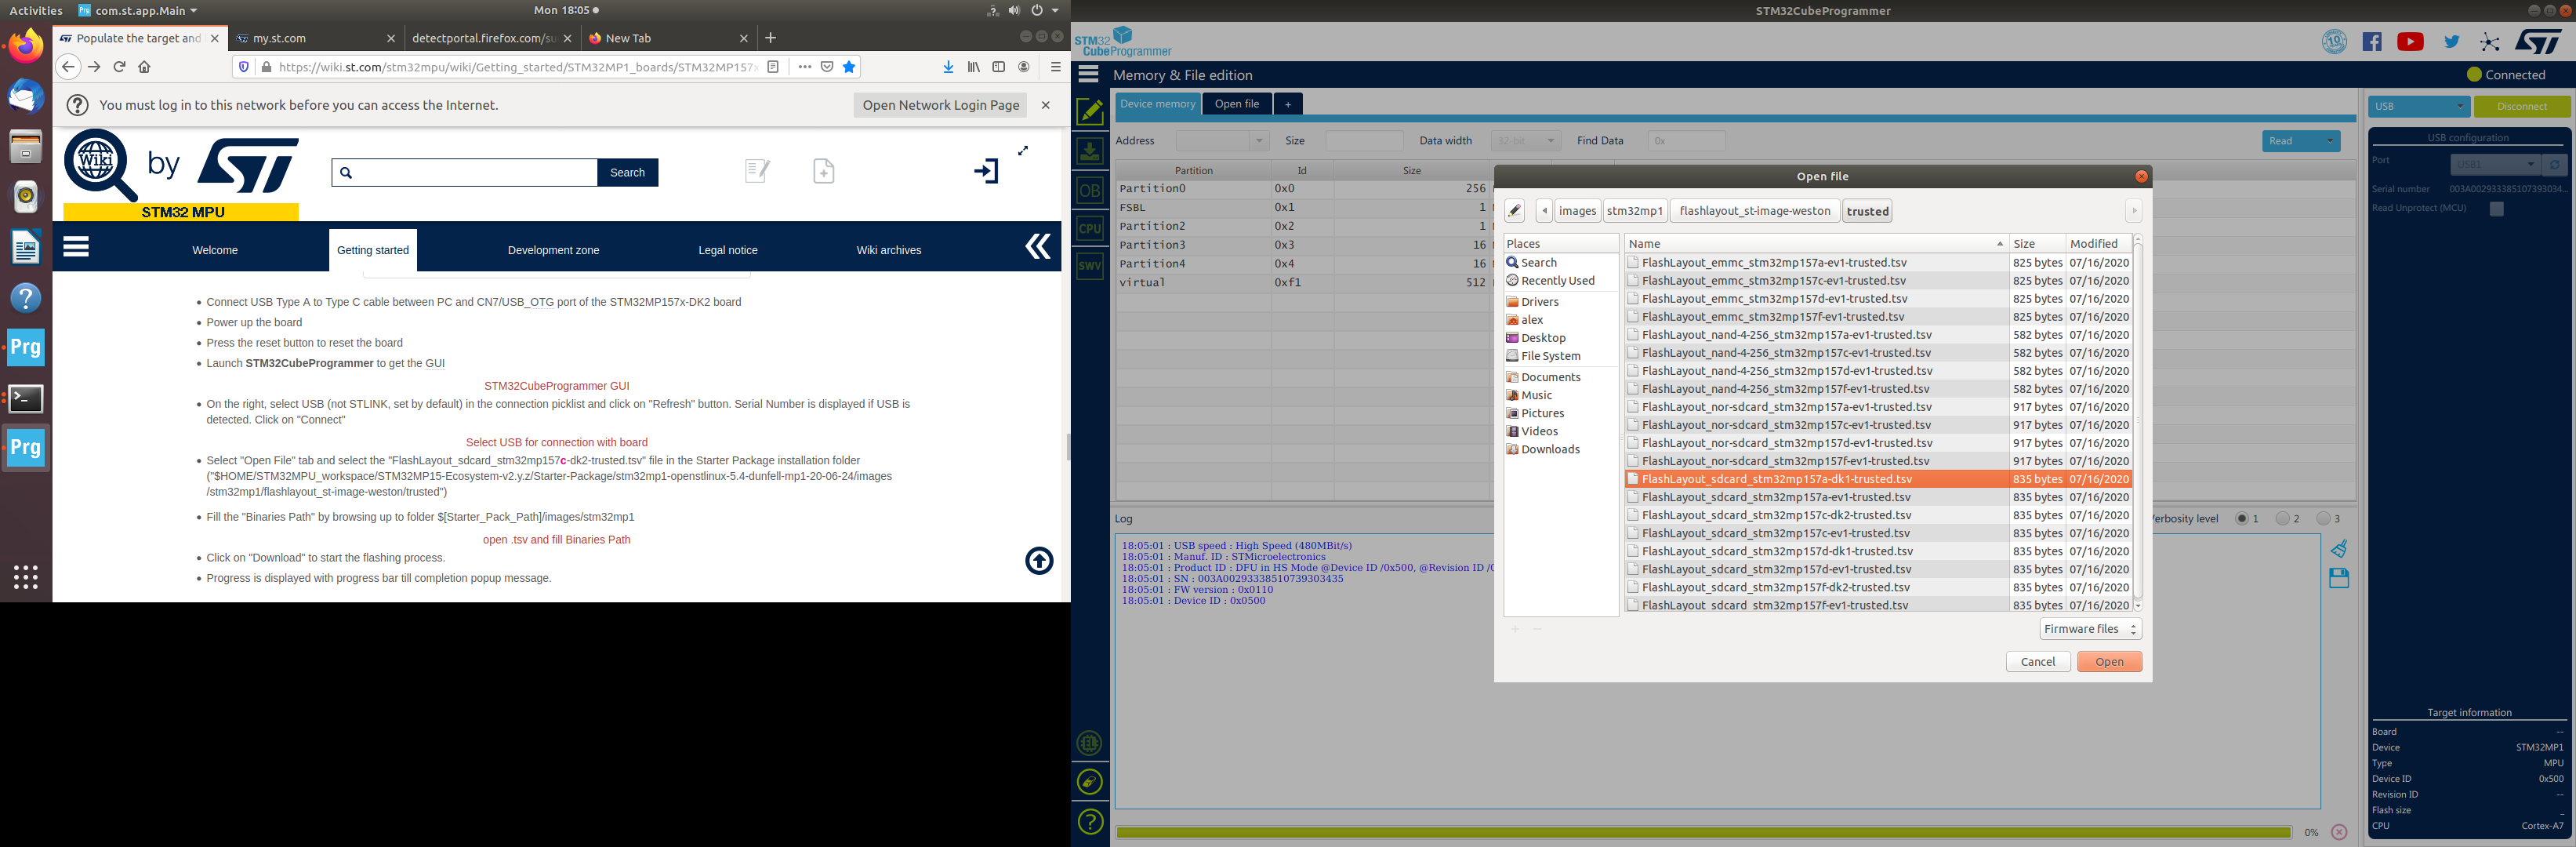 Activities
com.st.app.Main
Mon 18:05
Populate the target and
my.st.com
detectportal.firefox.com/su
New Tab
https://wiki.st.com/stm32mpu/wiki/Getting_started/STM32MP1_boards/STM32MP157x
You must log in to this network before you can access the Internet.
Open Network Login Page
Wiki by ST
STM32 MPU
Search
Welcome
Getting started
Development zone
Legal notice
Wiki archives
Connect USB Type A to Type C cable between PC and CN7/USB_OTG port of the STM32MP157x-DK2 board
Power up the board
Press the reset button to reset the board
Launch STM32CubeProgrammer to get the GUI
STM32CubeProgrammer GUI
On the right, select USB (not STLINK, set by default) in the connection picklist and click on "Refresh" button. Serial Number is displayed if USB is
detected. Click on "Connect"
Select USB for connection with board
Select "Open File" tab and select the "FlashLayout_sdcard_stm32mp157c-dk2-trusted.tsv" file in the Starter Package installation folder
("$HOME/STM32MPU_workspace/STM32MP15-Ecosystem-v2.y.z/Starter-Package/stm32mp1-openstlinux-5.4-dunfell-mp1-20-06-24/images
/stm32mp1/flashlayout_st-image-weston/trusted")
Fill the "Binaries Path" by browsing up to folder $[Starter_Pack_Path]/images/stm32mp1
open .tsv and fill Binaries Path
Click on "Download" to start the flashing process.
Progress is displayed with progress bar till completion popup message.
Prg
Prg
STM32CubeProgrammer
STM32
CubeProgrammer
Memory & File edition
Connected
Device memory
Open file
+
USB
Disconnect
Address
Size
Data width
32-bit
Find Data
0x
Read
USB configuration
Port
USB1
Serial number
003A002933385107393034...
Read Unprotect (MCU)
OB
CPU
SWV
Partition Id Size
Partition0 0x0 256
FSBL 0x1 1
Partition2 0x2 1
Partition3 0x3 16
Partition4 0x4 16
virtual 0xf1 512
Open file
images
stm32mp1
flashlayout_st-image-weston
trusted
Places
Search
Recently Used
Drivers
alex
Desktop
File System
Documents
Music
Pictures
Videos
Downloads
Name Size Modified
FlashLayout_emmc_stm32mp157a-ev1-trusted.tsv 825 bytes 07/16/2020
FlashLayout_emmc_stm32mp157c-ev1-trusted.tsv 825 bytes 07/16/2020
FlashLayout_emmc_stm32mp157d-ev1-trusted.tsv 825 bytes 07/16/2020
FlashLayout_emmc_stm32mp157f-ev1-trusted.tsv 825 bytes 07/16/2020
FlashLayout_nand-4-256_stm32mp157a-ev1-trusted.tsv 582 bytes 07/16/2020
FlashLayout_nand-4-256_stm32mp157c-ev1-trusted.tsv 582 bytes 07/16/2020
FlashLayout_nand-4-256_stm32mp157d-ev1-trusted.tsv 582 bytes 07/16/2020
FlashLayout_nand-4-256_stm32mp157f-ev1-trusted.tsv 582 bytes 07/16/2020
FlashLayout_nor-sdcard_stm32mp157a-ev1-trusted.tsv 917 bytes 07/16/2020
FlashLayout_nor-sdcard_stm32mp157c-ev1-trusted.tsv 917 bytes 07/16/2020
FlashLayout_nor-sdcard_stm32mp157d-ev1-trusted.tsv 917 bytes 07/16/2020
FlashLayout_nor-sdcard_stm32mp157f-ev1-trusted.tsv 917 bytes 07/16/2020
FlashLayout_sdcard_stm32mp157a-dk1-trusted.tsv 835 bytes 07/16/2020
FlashLayout_sdcard_stm32mp157a-ev1-trusted.tsv 835 bytes 07/16/2020
FlashLayout_sdcard_stm32mp157c-dk2-trusted.tsv 835 bytes 07/16/2020
FlashLayout_sdcard_stm32mp157c-ev1-trusted.tsv 835 bytes 07/16/2020
FlashLayout_sdcard_stm32mp157d-dk1-trusted.tsv 835 bytes 07/16/2020
FlashLayout_sdcard_stm32mp157d-ev1-trusted.tsv 835 bytes 07/16/2020
FlashLayout_sdcard_stm32mp157f-dk2-trusted.tsv 835 bytes 07/16/2020
FlashLayout_sdcard_stm32mp157f-ev1-trusted.tsv 835 bytes 07/16/2020
Firmware files
Cancel
Open
Log
Verbosity level 1 2 3
18:05:01 : USB speed : High Speed (480MBit/s)
18:05:01 : Manuf. ID : STMicroelectronics
18:05:01 : Product ID : DFU in HS Mode @Device ID /0x500, @Revision ID /0
18:05:01 : SN : 003A00293338510739303435
18:05:01 : FW version : 0x0110
18:05:01 : Device ID : 0x0500
0%
Target information
Board --
Device STM32MP1
Type MPU
Device ID 0x500
Revision ID --
Flash size _
CPU Cortex-A7